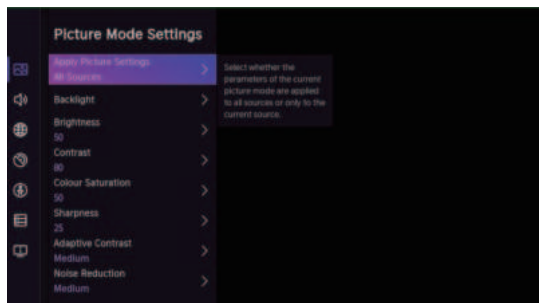 Picture Mode Settings
Apply Picture Settings
All Sources
Backlight
Brightness
50
Contrast
80
Colour Saturation
50
Sharpness
25
Adaptive Contrast
Medium
Noise Reduction
Medium
Select whether the
parameters of the current
picture mode are applied
to all sources or only to the
current source.